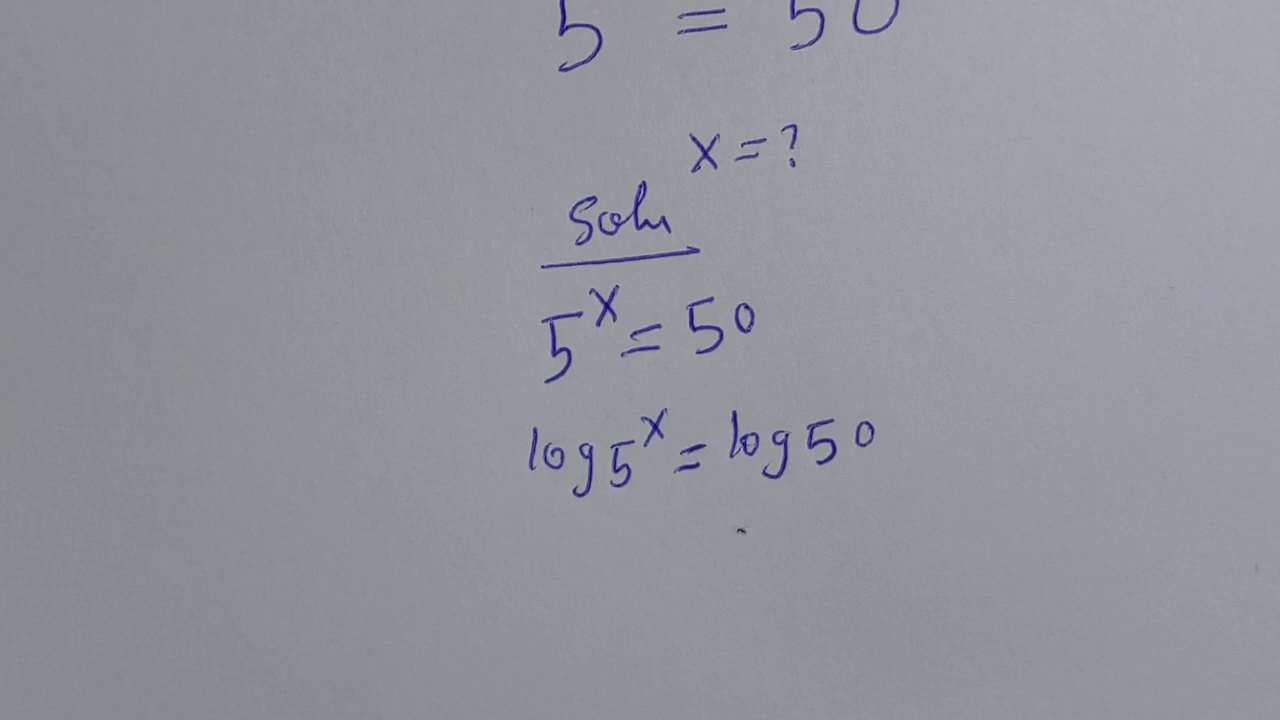 5 = 50
x = ?
Soln
5^x = 50
log 5^x = log 50